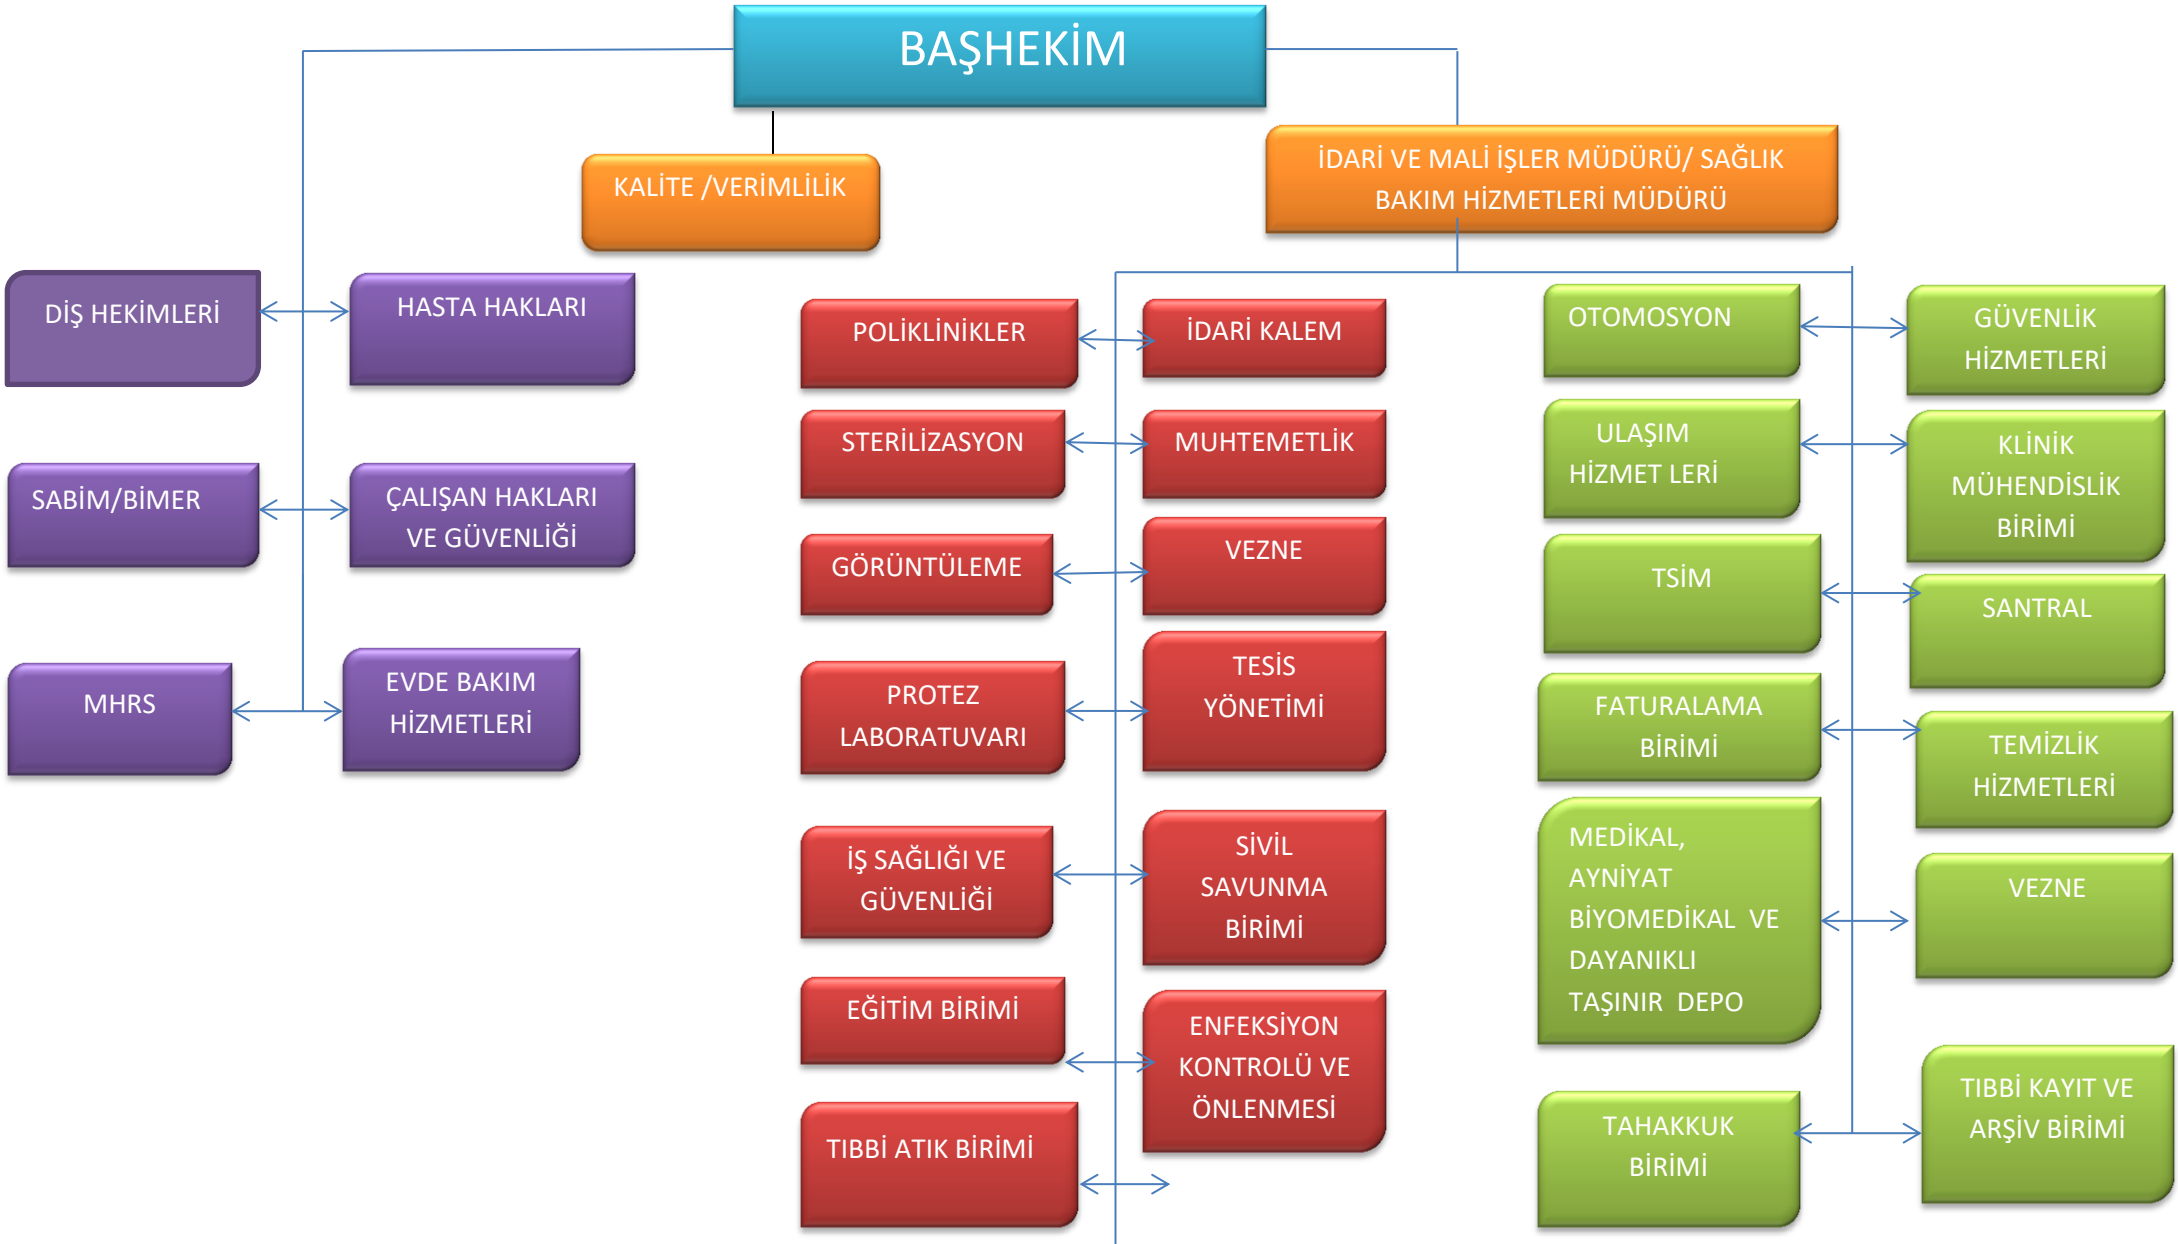 BAŞHEKİM
KALİTE /VERİMLİLİK
İDARİ VE MALİ İŞLER MÜDÜRÜ/ SAĞLIK
BAKIM HİZMETLERİ MÜDÜRÜ
DİŞ HEKİMLERİ
HASTA HAKLARI
SABİM/BİMER
ÇALIŞAN HAKLARI
VE GÜVENLİĞİ
MHRS
EVDE BAKIM
HİZMETLERİ
POLİKLİNİKLER
İDARİ KALEM
STERİLİZASYON
MUHTEMETLİK
GÖRÜNTÜLEME
VEZNE
PROTEZ
LABORATUVARI
TESİS
YÖNETİMİ
İŞ SAĞLIĞI VE
GÜVENLİĞİ
SİVİL
SAVUNMA
BİRİMİ
EĞİTİM BİRİMİ
ENFEKSİYON
KONTROLÜ VE
ÖNLENMESİ
TIBBİ ATIK BİRİMİ
OTOMOSYON
GÜVENLİK
HİZMETLERİ
ULAŞIM
HİZMET LERİ
KLİNİK
MÜHENDİSLİK
BİRİMİ
TSİM
SANTRAL
FATURALAMA
BİRİMİ
TEMİZLİK
HİZMETLERİ
MEDİKAL,
AYNİYAT
BİYOMEDİKAL VE
DAYANIKLI
TAŞINIR DEPO
VEZNE
TAHAKKUK
BİRİMİ
TIBBİ KAYIT VE
ARŞİV BİRİMİ